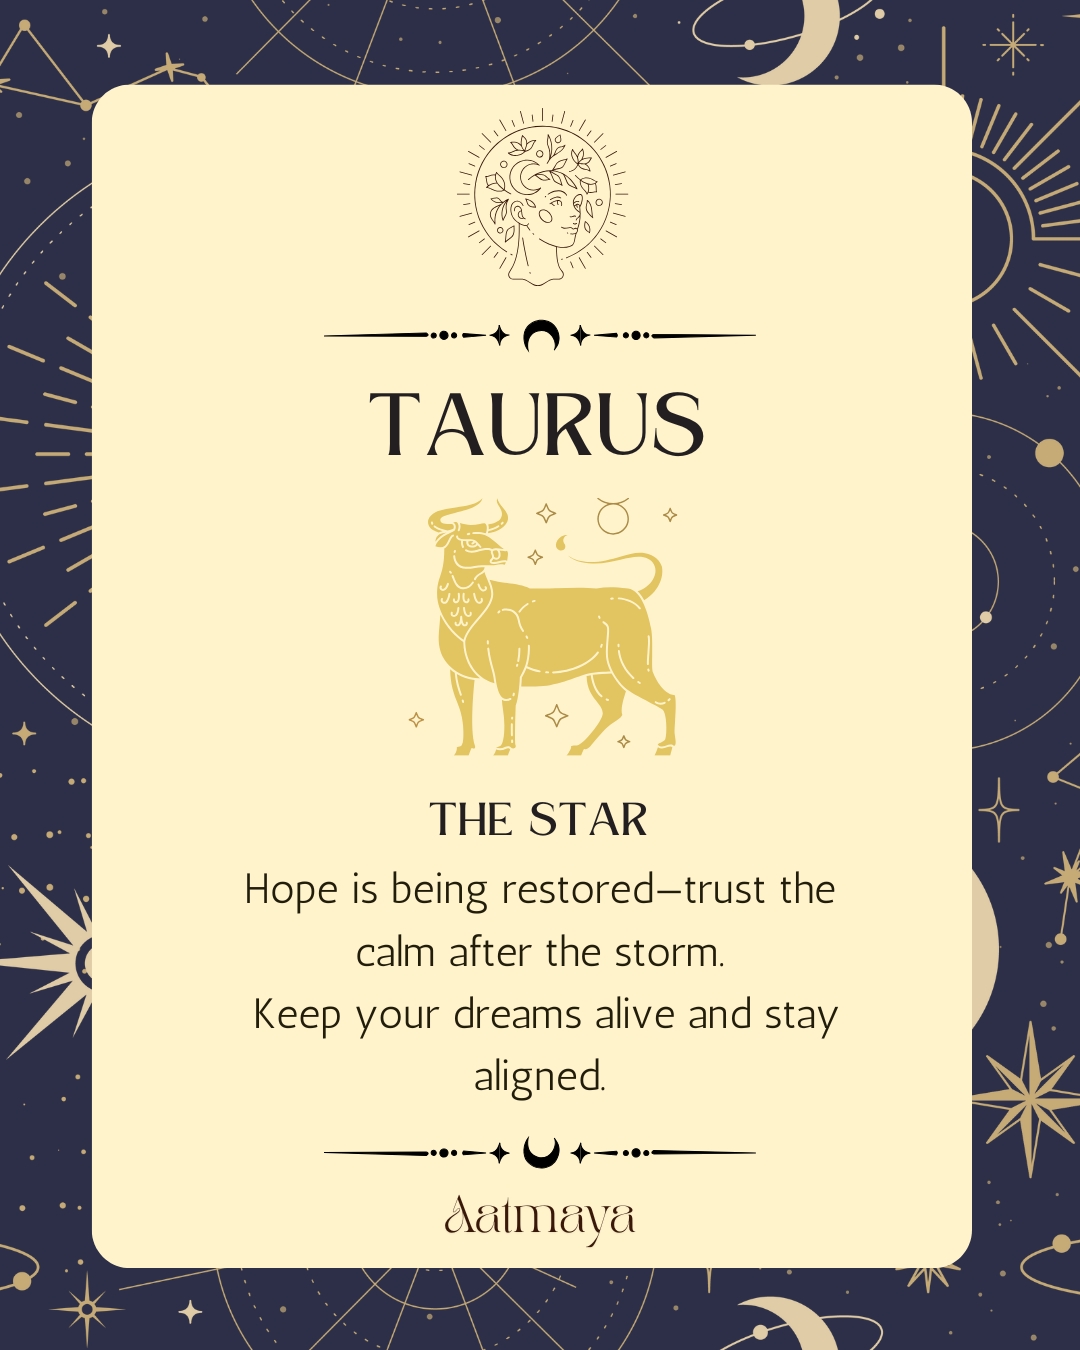 TAURUS
THE STAR
Hope is being restored—trust the
calm after the storm.
Keep your dreams alive and stay
aligned.
Aatmaya